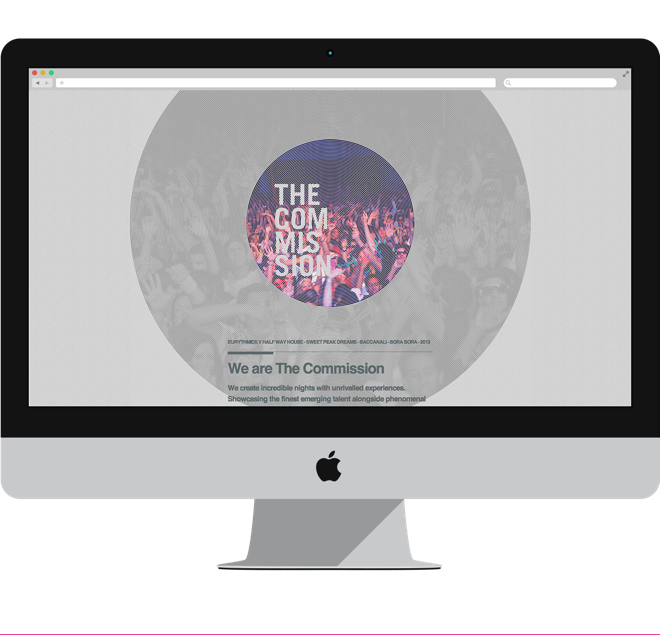 THE
COM
MIS
SION
EURYTHMICS V HALF WAY HOUSE - SWEET PEAK DREAMS - BACCANALI - BORA BORA - 2013
We are The Commission
We create incredible nights with unrivalled experiences.
Showcasing the finest emerging talent alongside phenomenal